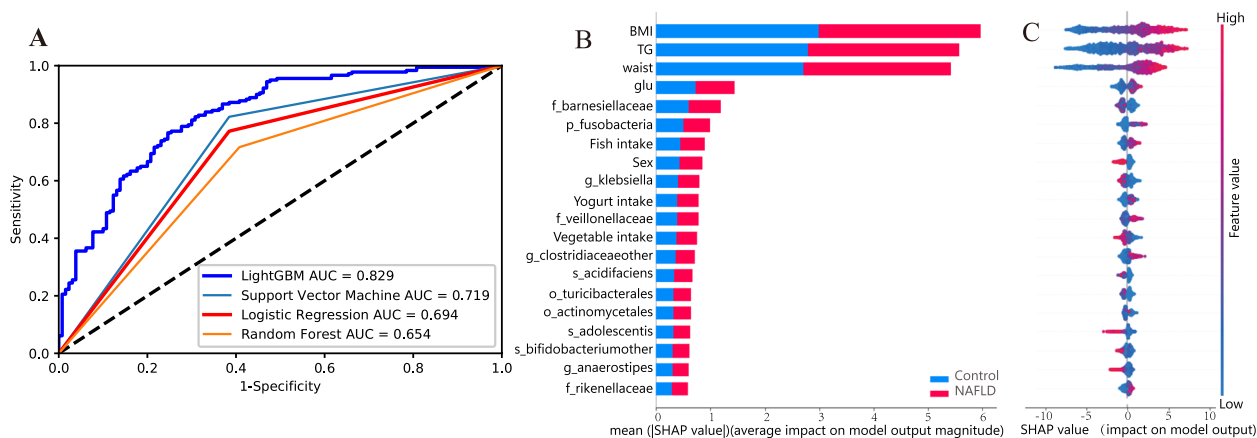 A
1.0
0.8
0.6
0.4
0.2
0.0
Sensitivity
0.0
0.2
0.4
0.6
0.8
1.0
1-Specificity
LightGBM AUC = 0.829
Support Vector Machine AUC = 0.719
Logistic Regression AUC = 0.694
Random Forest AUC = 0.654
B
BMI
TG
waist
glu
f_barnesiellaceae
p_fusobacteria
Fish intake
Sex
g_klebsiella
Yogurt intake
f_veillonellaceae
Vegetable intake
g_clostridiaceaeother
s_acidifaciens
o_turicibacterales
o_actinomycetales
s_adolescentis
s_bifidobacteriumother
g_anaerostipes
f_rikenellaceae
Control
NAFLD
0
1
2
3
4
5
6
mean (|SHAP value|)(average impact on model output magnitude)
C
High
Feature value
Low
-10
-5
0
5
10
SHAP value (impact on model output)